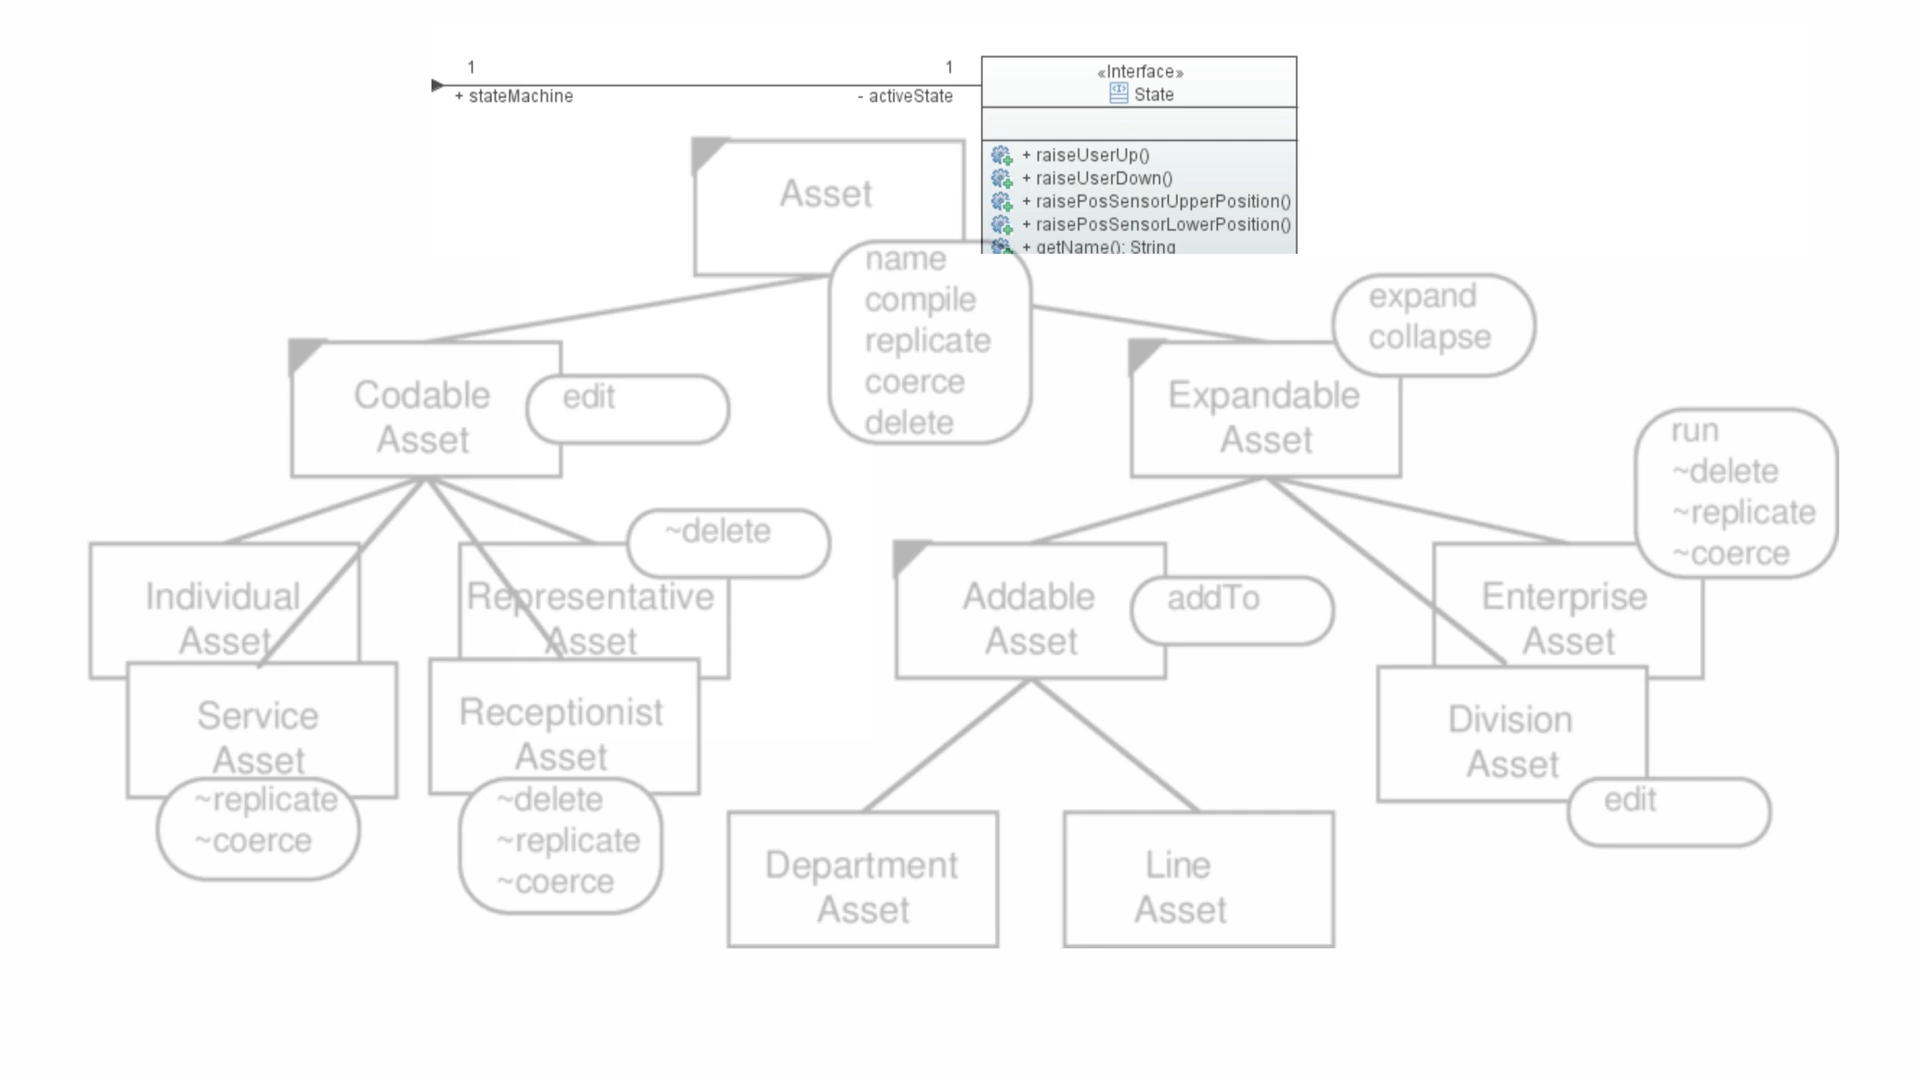 1
1
+ stateMachine
- activeState
«Interface»
State
+ raiseUserUp()
+ raiseUserDown()
+ raisePosSensorUpperPosition()
+ raisePosSensorLowerPosition()
+ getName(): String
Asset
name
compile
replicate
coerce
delete
expand
collapse
Codable
Asset
edit
Expandable
Asset
run
~delete
~replicate
~coerce
Individual
Asset
Representative
Asset
~delete
Addable
Asset
addTo
Enterprise
Asset
Service
Asset
~replicate
~coerce
Receptionist
Asset
~delete
~replicate
~coerce
Division
Asset
edit
Department
Asset
Line
Asset